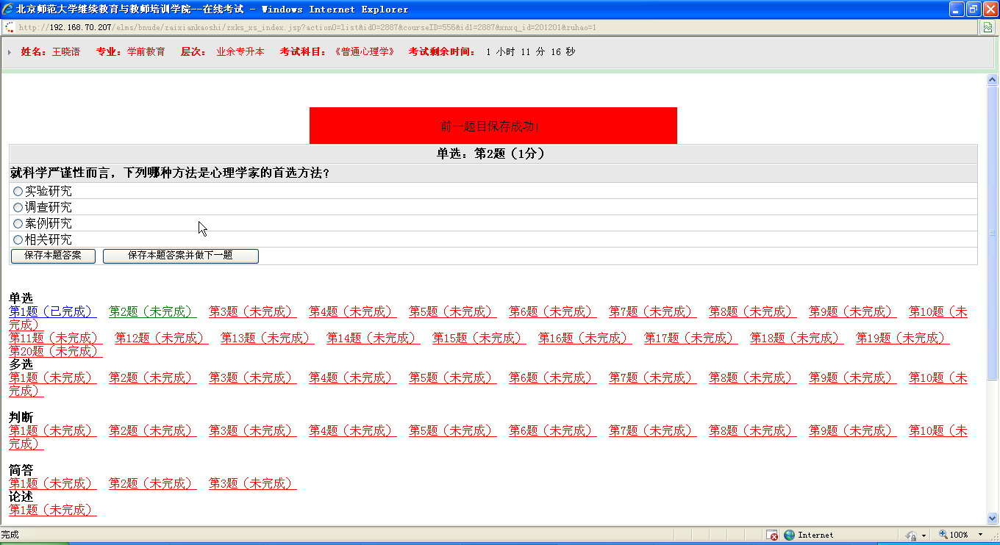 北京师范大学继续教育与教师培训学院--在线考试 - Windows Internet Explorer
http://192.168.70.207/elms/bnude/zaixiankaoshi/zxks_xs_index.jsp?action0=list&id0=2887&courseID=556&id1=2887&xnxq_id=201201&ruhao=1
姓名：王晓语 专业：学前教育 层次： 业余专升本 考试科目：《普通心理学》 考试剩余时间： 1 小时 11 分 16 秒
前一题目保存成功!
单选：第2题（1分）
就科学严谨性而言，下列哪种方法是心理学家的首选方法？
实验研究
调查研究
案例研究
相关研究
保存本题答案 保存本题答案并做下一题
单选
第1题（已完成） 第2题（未完成） 第3题（未完成） 第4题（未完成） 第5题（未完成） 第6题（未完成） 第7题（未完成） 第8题（未完成） 第9题（未完成） 第10题（未
完成）
第11题（未完成） 第12题（未完成） 第13题（未完成） 第14题（未完成） 第15题（未完成） 第16题（未完成） 第17题（未完成） 第18题（未完成） 第19题（未完成）
第20题（未完成）
多选
第1题（未完成） 第2题（未完成） 第3题（未完成） 第4题（未完成） 第5题（未完成） 第6题（未完成） 第7题（未完成） 第8题（未完成） 第9题（未完成） 第10题（未
完成）
判断
第1题（未完成） 第2题（未完成） 第3题（未完成） 第4题（未完成） 第5题（未完成） 第6题（未完成） 第7题（未完成） 第8题（未完成） 第9题（未完成） 第10题（未
完成）
简答
第1题（未完成） 第2题（未完成） 第3题（未完成）
论述
第1题（未完成）
完成 Internet 100%